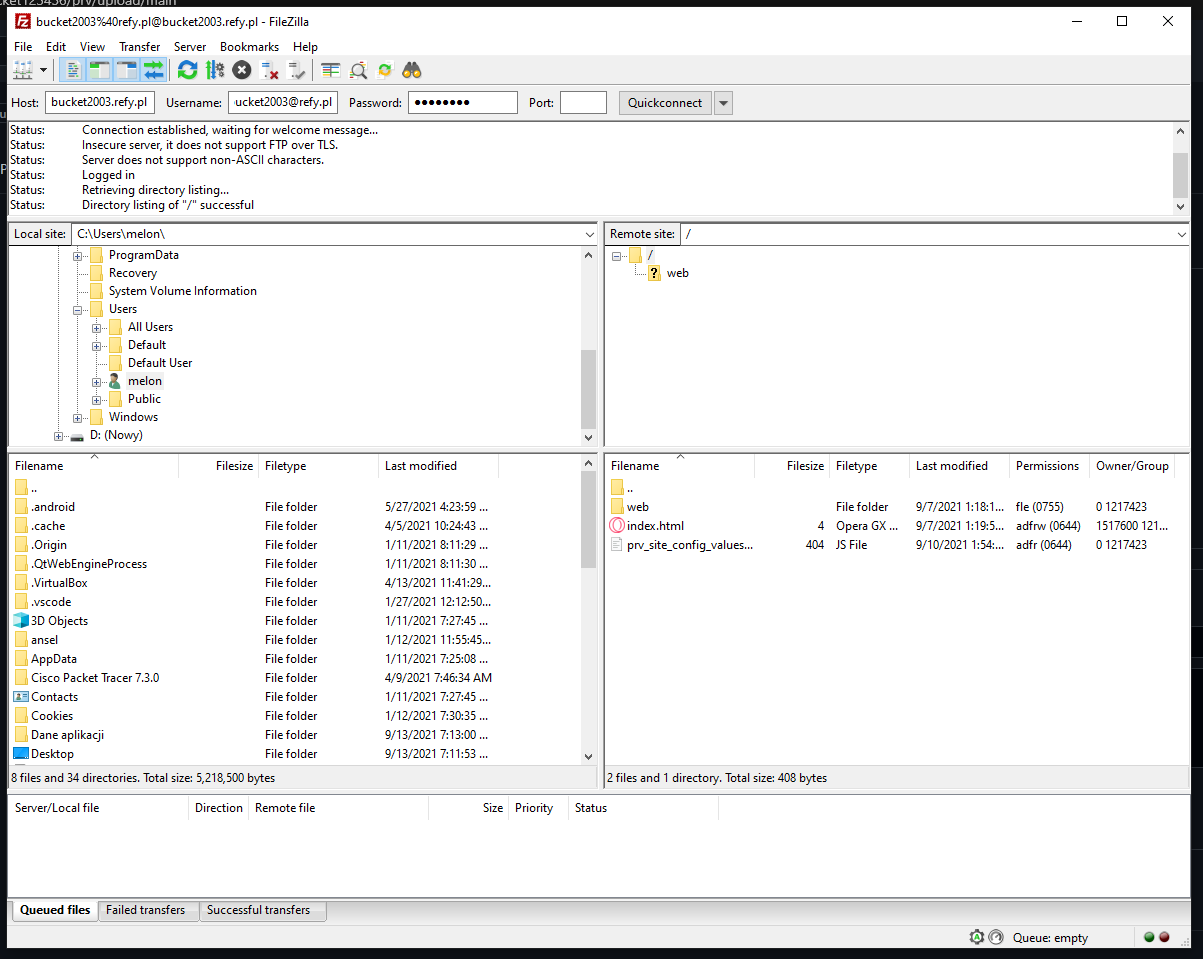 bucket2003%40refy.pl@bucket2003.refy.pl - FileZilla
File Edit View Transfer Server Bookmarks Help
Host: bucket2003.refy.pl Username: ucket2003@refy.pl Password: ●●●●●●●● Port: Quickconnect
Status: Connection established, waiting for welcome message...
Status: Insecure server, it does not support FTP over TLS.
Status: Server does not support non-ASCII characters.
Status: Logged in
Status: Retrieving directory listing...
Status: Directory listing of "/" successful
Local site: C:\Users\melon\
ProgramData
Recovery
System Volume Information
Users
All Users
Default
Default User
melon
Public
Windows
D: (Nowy)
Remote site: /
/
? web
Filename Filesize Filetype Last modified
..
.android File folder 5/27/2021 4:23:59 ...
.cache File folder 4/5/2021 10:24:43 ...
.Origin File folder 1/11/2021 8:11:29 ...
.QtWebEngineProcess File folder 1/11/2021 8:11:30 ...
.VirtualBox File folder 4/13/2021 11:41:29...
.vscode File folder 1/27/2021 12:12:50...
3D Objects File folder 1/11/2021 7:27:45 ...
ansel File folder 1/12/2021 11:55:45...
AppData File folder 1/11/2021 7:25:08 ...
Cisco Packet Tracer 7.3.0 File folder 4/9/2021 7:46:34 AM
Contacts File folder 1/11/2021 7:27:45 ...
Cookies File folder 1/12/2021 7:30:35 ...
Dane aplikacji File folder 9/13/2021 7:13:00 ...
Desktop File folder 9/13/2021 7:11:53 ...
8 files and 34 directories. Total size: 5,218,500 bytes
Filename Filesize Filetype Last modified Permissions Owner/Group
..
web File folder 9/7/2021 1:18:1... fle (0755) 0 1217423
index.html 4 Opera GX ... 9/7/2021 1:19:5... adfrw (0644) 1517600 121...
prv_site_config_values... 404 JS File 9/10/2021 1:54:... adfr (0644) 0 1217423
2 files and 1 directory. Total size: 408 bytes
Server/Local file Direction Remote file Size Priority Status
Queued files Failed transfers Successful transfers
Queue: empty